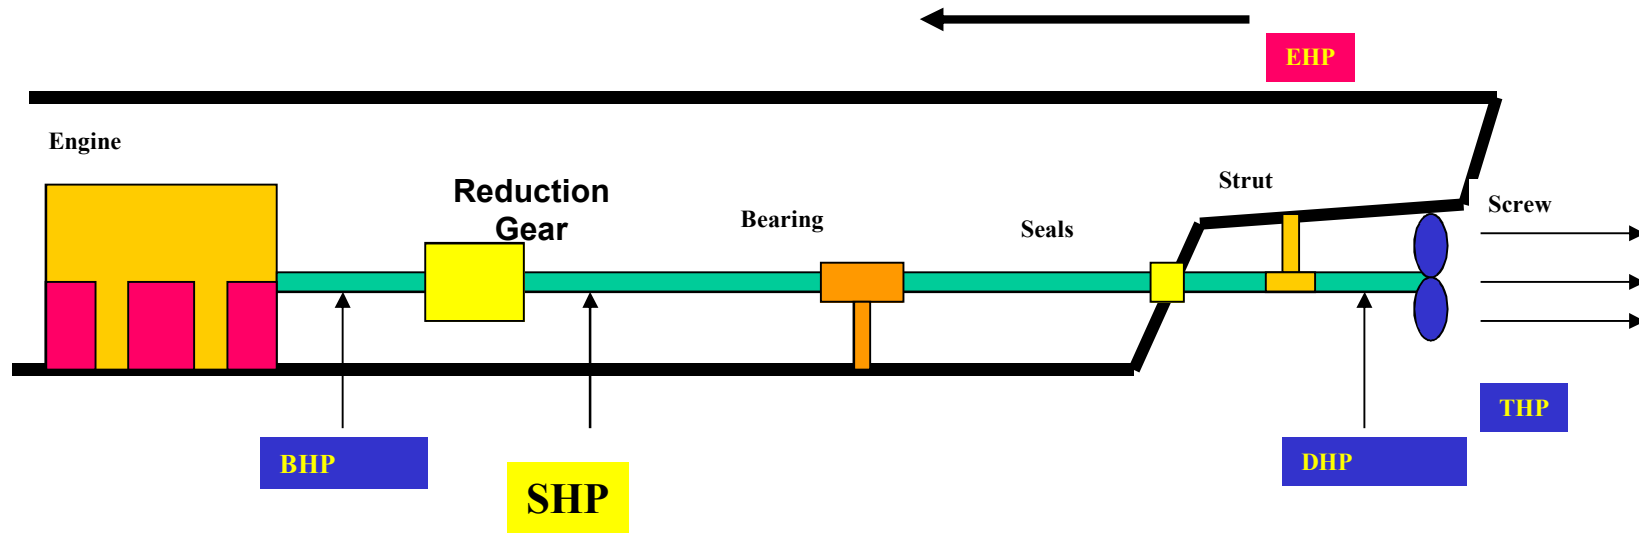 EHP
Engine
Reduction
Gear
Bearing
Seals
Strut
Screw
BHP
SHP
DHP
THP